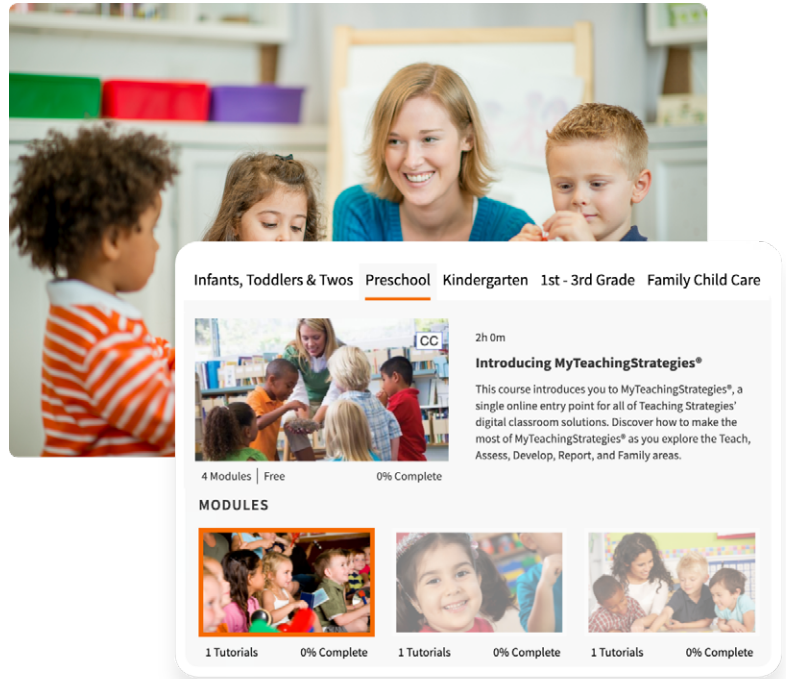 Infants, Toddlers & Twos Preschool Kindergarten 1st - 3rd Grade Family Child Care
CC
2h 0m
Introducing MyTeachingStrategies®
This course introduces you to MyTeachingStrategies®, a
single online entry point for all of Teaching Strategies'
digital classroom solutions. Discover how to make the
most of MyTeachingStrategies® as you explore the Teach,
Assess, Develop, Report, and Family areas.
4 Modules | Free 0% Complete
MODULES
1 Tutorials 0% Complete 1 Tutorials 0% Complete 1 Tutorials 0% Complete